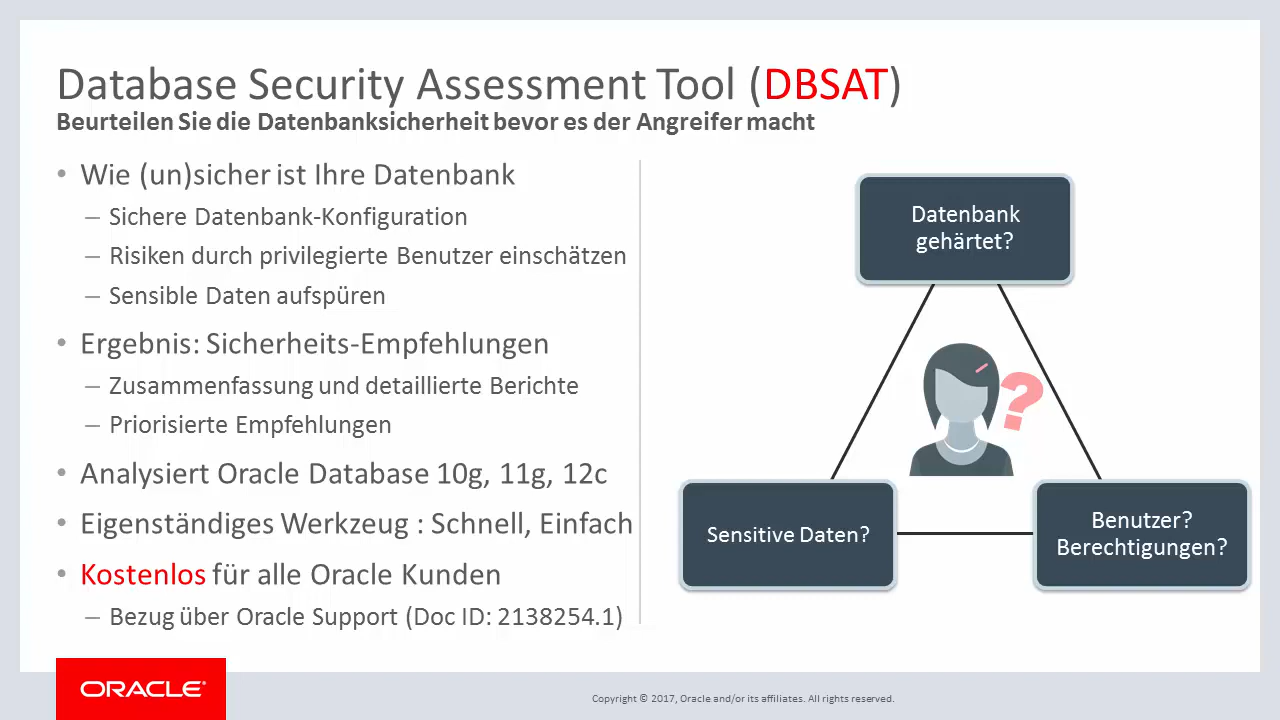 Database Security Assessment Tool (DBSAT)
Beurteilen Sie die Datenbanksicherheit bevor es der Angreifer macht
• Wie (un)sicher ist Ihre Datenbank
– Sichere Datenbank-Konfiguration
– Risiken durch privilegierte Benutzer einschätzen
– Sensible Daten aufspüren
• Ergebnis: Sicherheits-Empfehlungen
– Zusammenfassung und detaillierte Berichte
– Priorisierte Empfehlungen
• Analysiert Oracle Database 10g, 11g, 12c
• Eigenständiges Werkzeug : Schnell, Einfach
• Kostenlos für alle Oracle Kunden
– Bezug über Oracle Support (Doc ID: 2138254.1)
Datenbank
gehärtet?
?
Sensitive Daten?
Benutzer?
Berechtigungen?
ORACLE®
Copyright © 2017, Oracle and/or its affiliates. All rights reserved.